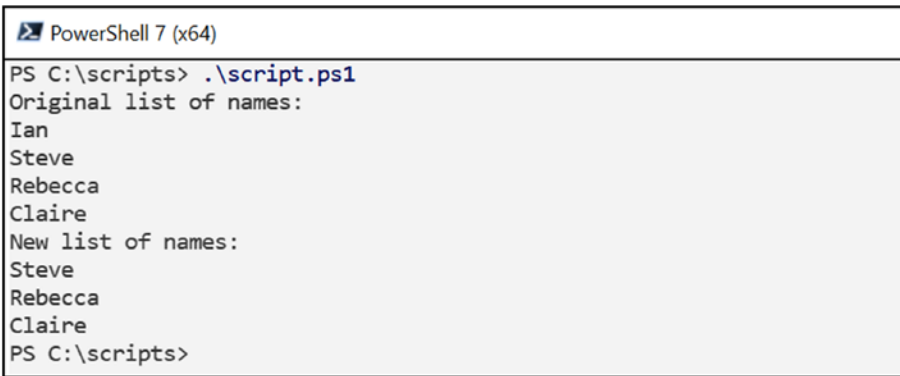 PowerShell 7 (x64)
PS C:\scripts> .\script.ps1
Original list of names:
Ian
Steve
Rebecca
Claire
New list of names:
Steve
Rebecca
Claire
PS C:\scripts>